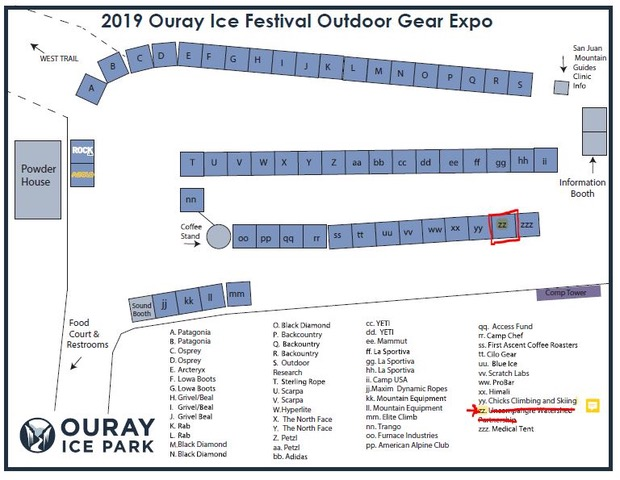 2019 Ouray Ice Festival Outdoor Gear Expo
WEST TRAIL
San Juan
Mountain
Guides
Clinic
Info
A
B
C
D
E
F
G
H
I
J
K
L
M
N
O
P
Q
R
S
Powder
House
ROCK
T
U
V
W
X
Y
Z
aa
bb
cc
dd
ee
ff
gg
hh
ii
Information
Booth
nn
Coffee
Stand
oo
pp
qq
rr
ss
tt
uu
vv
ww
xx
yy
zz
zzz
Sound
Booth
jj
kk
ll
mm
Comp Tower
Food
Court &
Restrooms
OURAY
ICE PARK
A. Patagonia
B. Patagonia
C. Osprey
D. Osprey
E. Arcteryx
F. Lowa Boots
G. Lowa Boots
H. Grivel/Beal
I. Grivel/Beal
J. Grivel Beal
K. Rab
L. Rab
M.Black Diamond
N.Black Diamond
O. Black Diamond
P. Backcountry
Q. Backcountry
R. Backcountry
S. Outdoor
Research
T. Sterling Rope
U. Scarpa
V. Scarpa
W.Hyperlite
X. The North Face
Y. The North Face
Z. Petzl
aa. Petzl
bb. Adidas
cc. YETI
dd. YETI
ee. Mammut
ff. La Sportiva
gg. La Sportiva
hh. La Sportiva
ii. Camp USA
jj.Maxim Dynamic Ropes
kk. Mountain Equipment
ll. Mountain Equipment
mm. Elite Climb
nn. Trango
oo. Furnace Industries
pp. American Alpine Club
qq. Access Fund
rr. Camp Chef
ss. First Ascent Coffee Roasters
tt. Cilo Gear
uu. Blue Ice
vv. Scratch Labs
ww. ProBar
xx. Himali
yy. Chicks Climbing and Skiing
zz. Uncompahgre Watershed
Partnership
zzz. Medical Tent